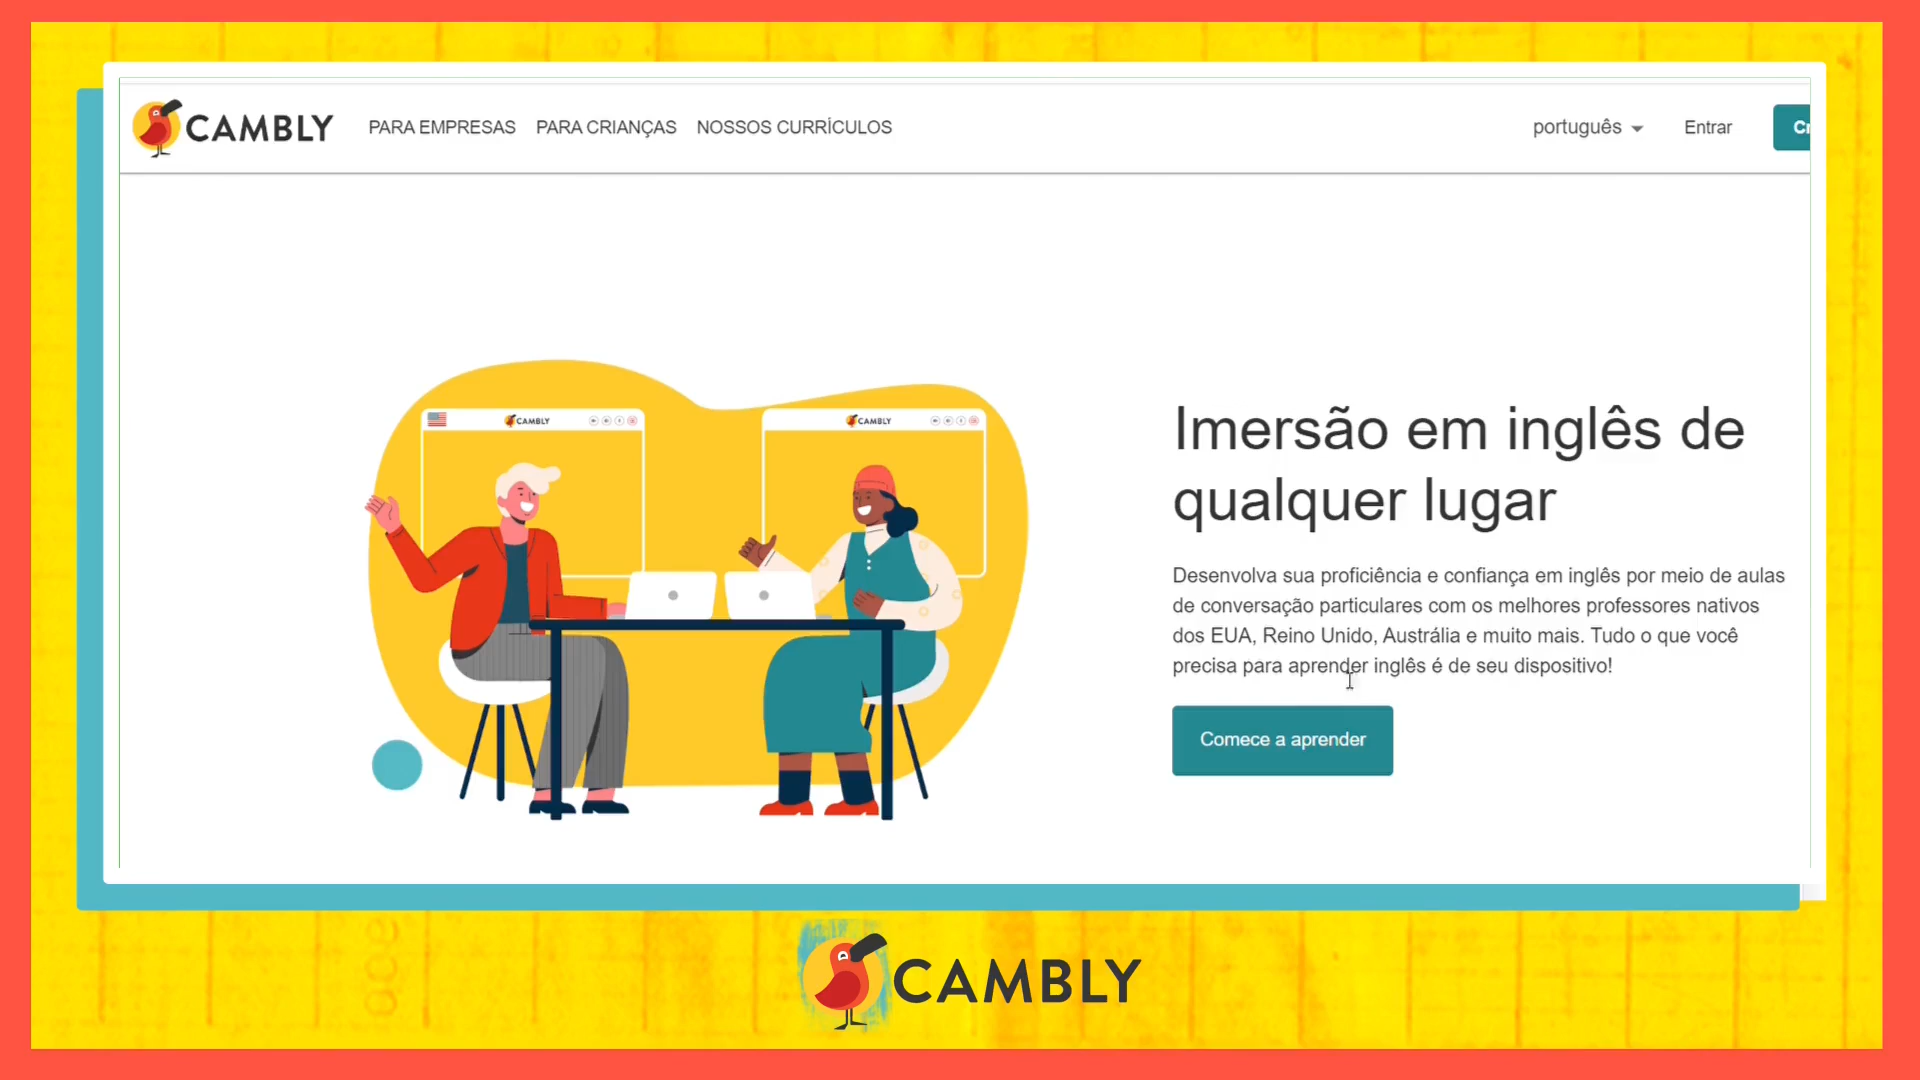 CAMBLY
PARA EMPRESAS PARA CRIANÇAS NOSSOS CURRÍCULOS
português
Entrar
CAMBLY
CAMBLY
Imersão em inglês de
qualquer lugar
Desenvolva sua proficiência e confiança em inglês por meio de aulas
de conversação particulares com os melhores professores nativos
dos EUA, Reino Unido, Austrália e muito mais. Tudo o que você
precisa para aprender inglês é de seu dispositivo!
Comece a aprender
CAMBLY